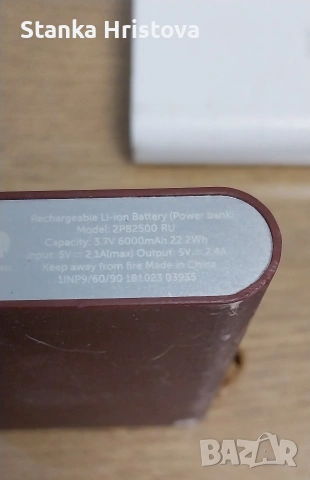 Stanka Hristova
Rechargeable Li-ion Battery (Power bank)
Model: 2PB2500 RU
Capacity: 3.7V 6000mAh 22.2Wh
Input: 5V ⎓ 2.1A(max) Output: 5V ⎓ 2.4A
Keep away from fire Made in China
1INP9/60/90 181023 03955
bazar